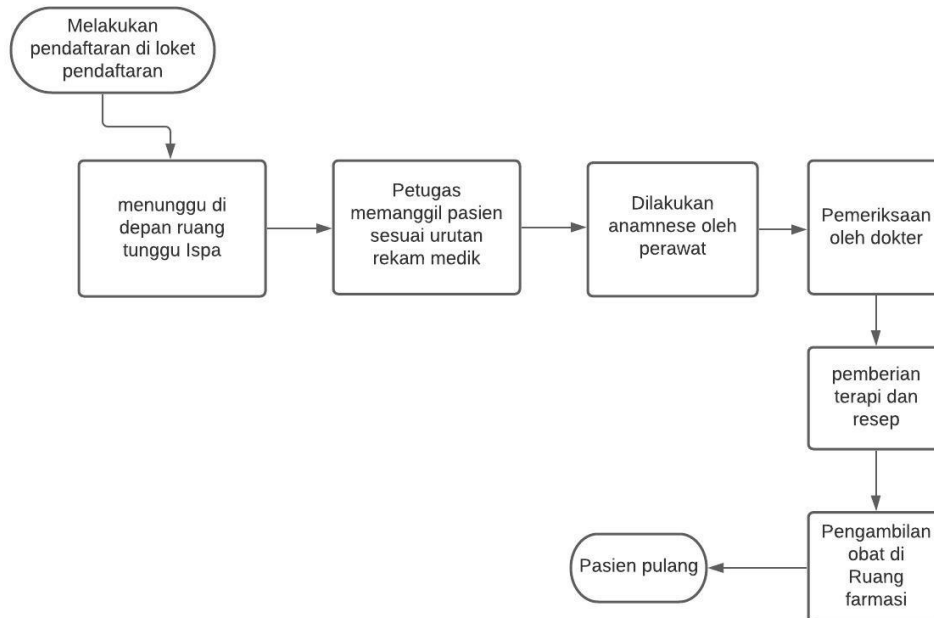 Melakukan
pendaftaran di loket
pendaftaran
menunggu di
depan ruang
tunggu Ispa
Petugas
memanggil pasien
sesuai urutan
rekam medik
Dilakukan
anamnese oleh
perawat
Pemeriksaan
oleh dokter
pemberian
terapi dan
resep
Pengambilan
obat di
Ruang
farmasi
Pasien pulang